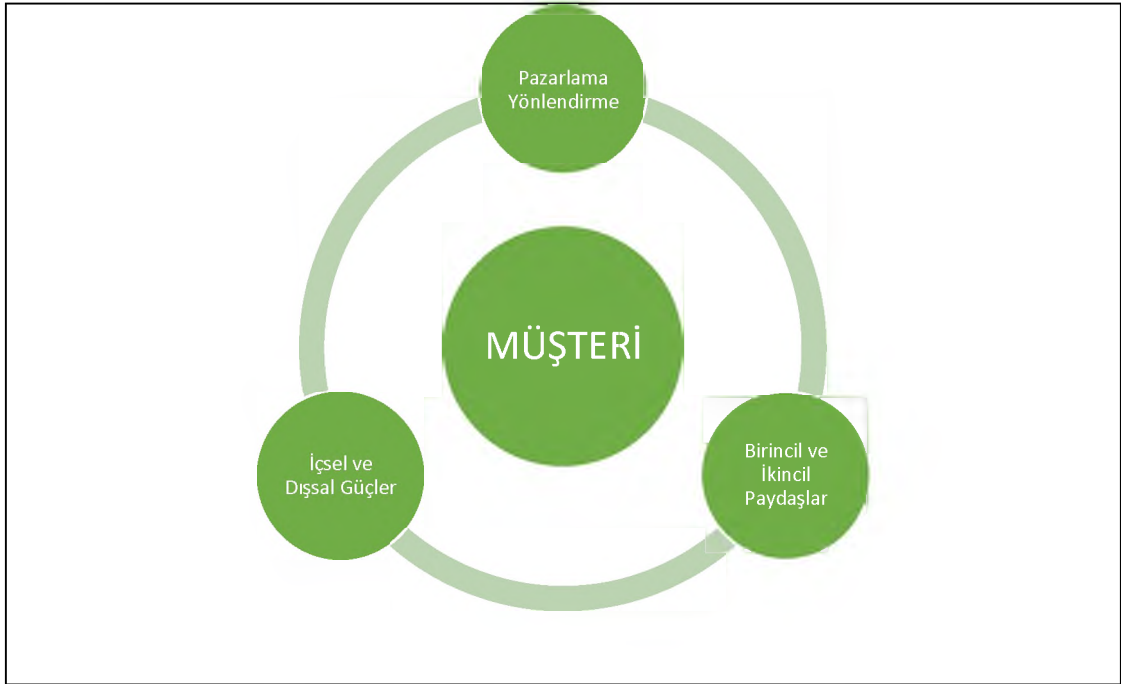 Pazarlama
Yönlendirme
MÜŞTERİ
İçsel ve
Dışsal Güçler
Birincil ve
İkincil
Paydaşlar